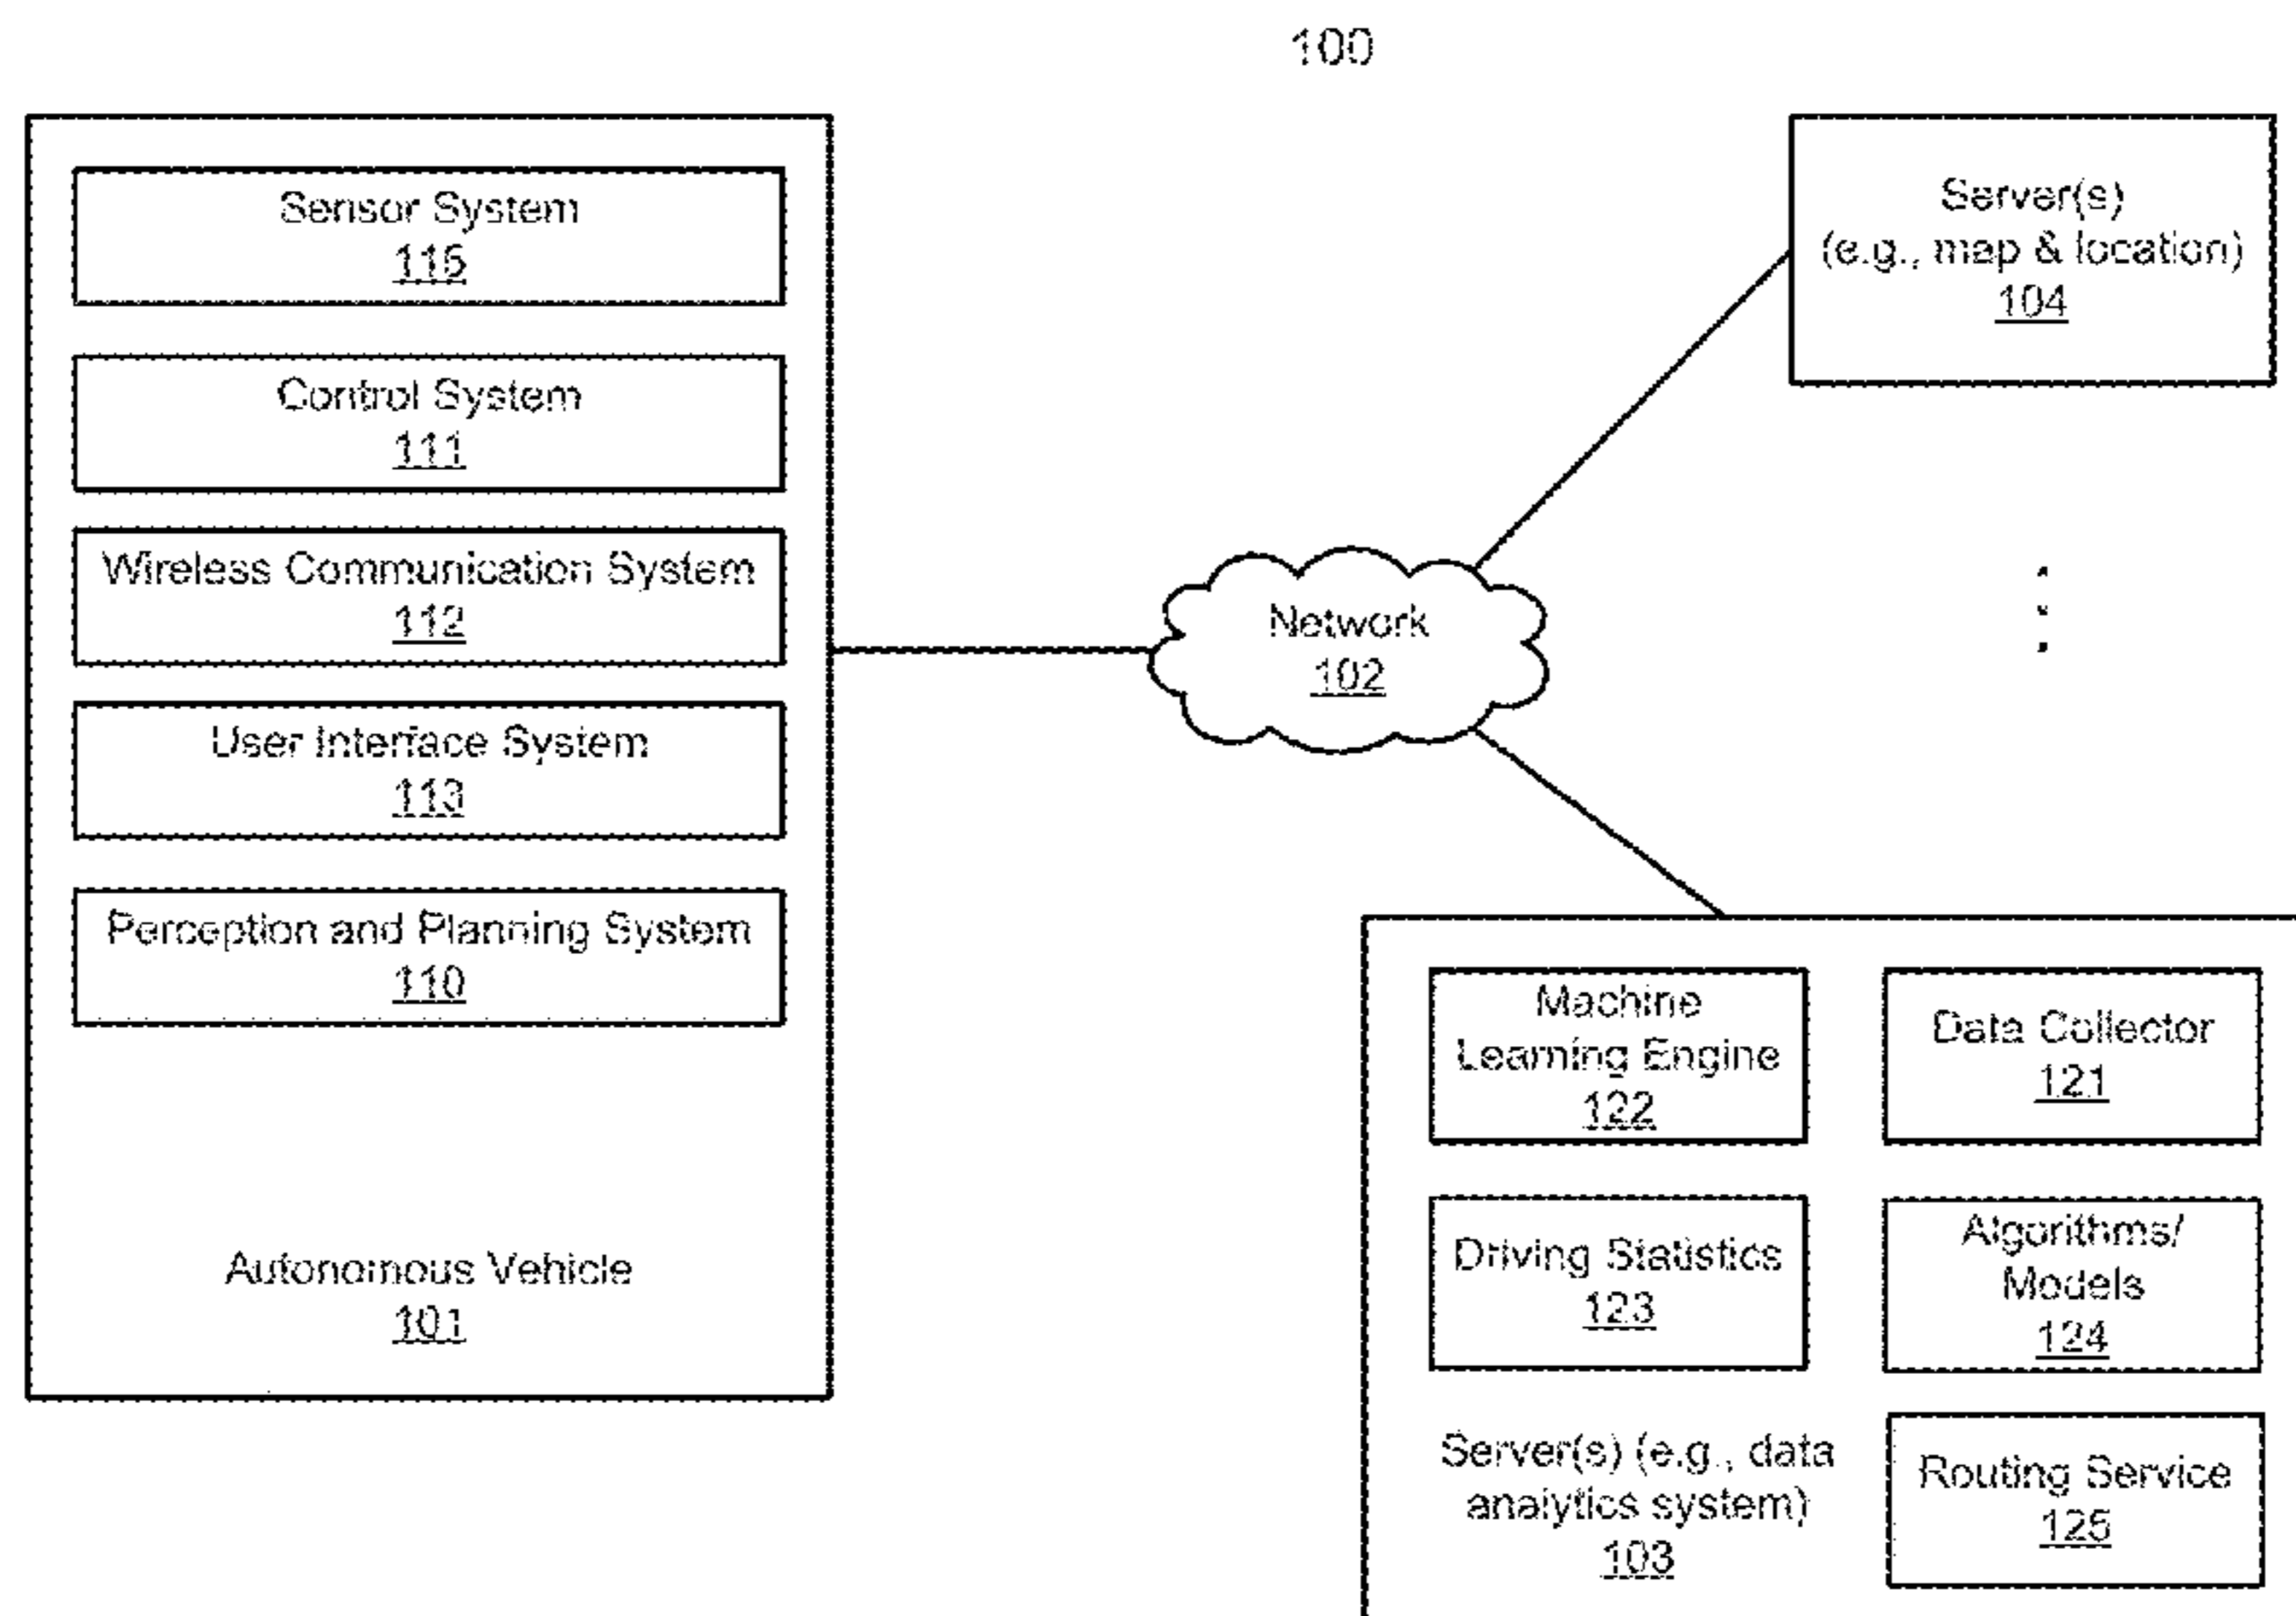 100
Sensor System
115
Control System
111
Wireless Communication System
112
User Interface System
113
Perception and Planning System
110
Autonomous Vehicle
101
Network
102
Server(s)
(e.g., map & location)
104
Machine
Learning Engine
122
Data Collector
121
Driving Statistics
123
Algorithms/
Models
124
Server(s) (e.g., data
analytics system)
103
Routing Service
125